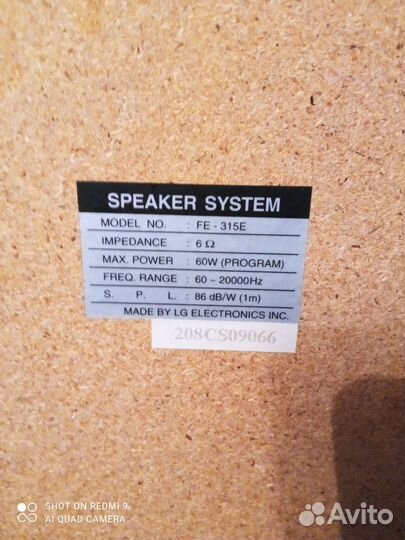 SPEAKER SYSTEM
MODEL NO. : FE - 315E
IMPEDANCE : 6 Ω
MAX. POWER : 60W (PROGRAM)
FREQ. RANGE : 60 ~ 20000Hz
S. P. L. : 86 dB/W (1m)
MADE BY LG ELECTRONICS INC.
208CS09066
SHOT ON REDMI 9
AI QUAD CAMERA
Avito